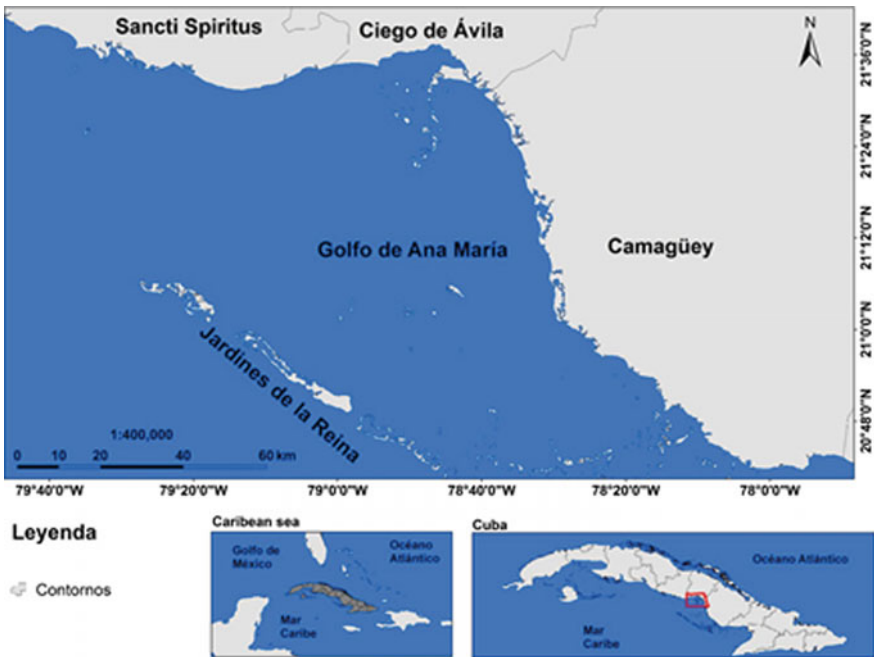 Sancti Spiritus
Ciego de Ávila
N
21°36'0"N
21°24'0"N
Golfo de Ana María
Camagüey
21°12'0"N
21°0'0"N
Jardines de la Reina
20°48'0"N
1:400,000
0 10 20 40 60 km
79°40'0"W 79°20'0"W 79°0'0"W 78°40'0"W 78°20'0"W 78°0'0"W
Leyenda
Contornos
Caribean sea
Golfo de
México
Océano
Atlántico
Mar
Caribe
Cuba
Océano Atlántico
Mar
Caribe